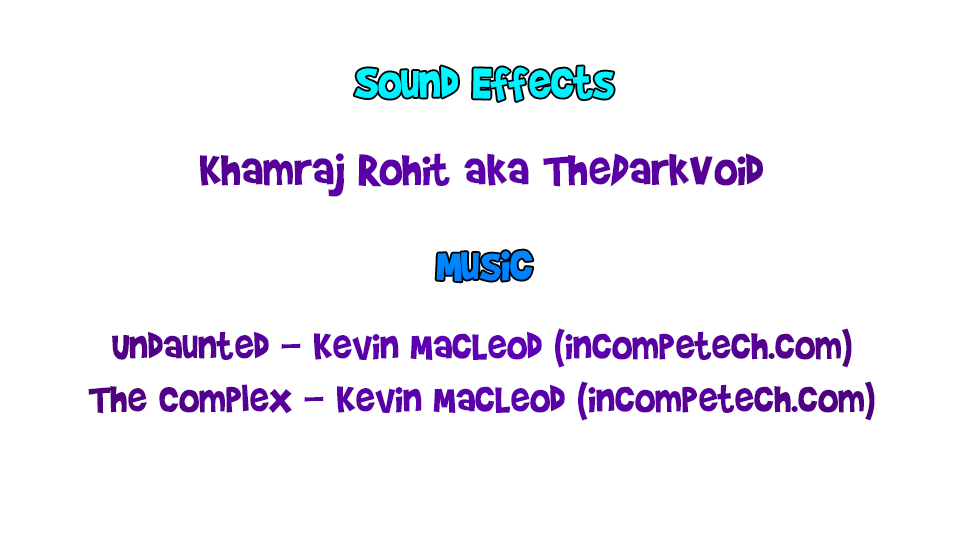 Sound Effects
Khamraj Rohit aka TheDarkVoid
Music
Undaunted – Kevin MacLeod (incompetech.com)
The Complex – Kevin MacLeod (incompetech.com)